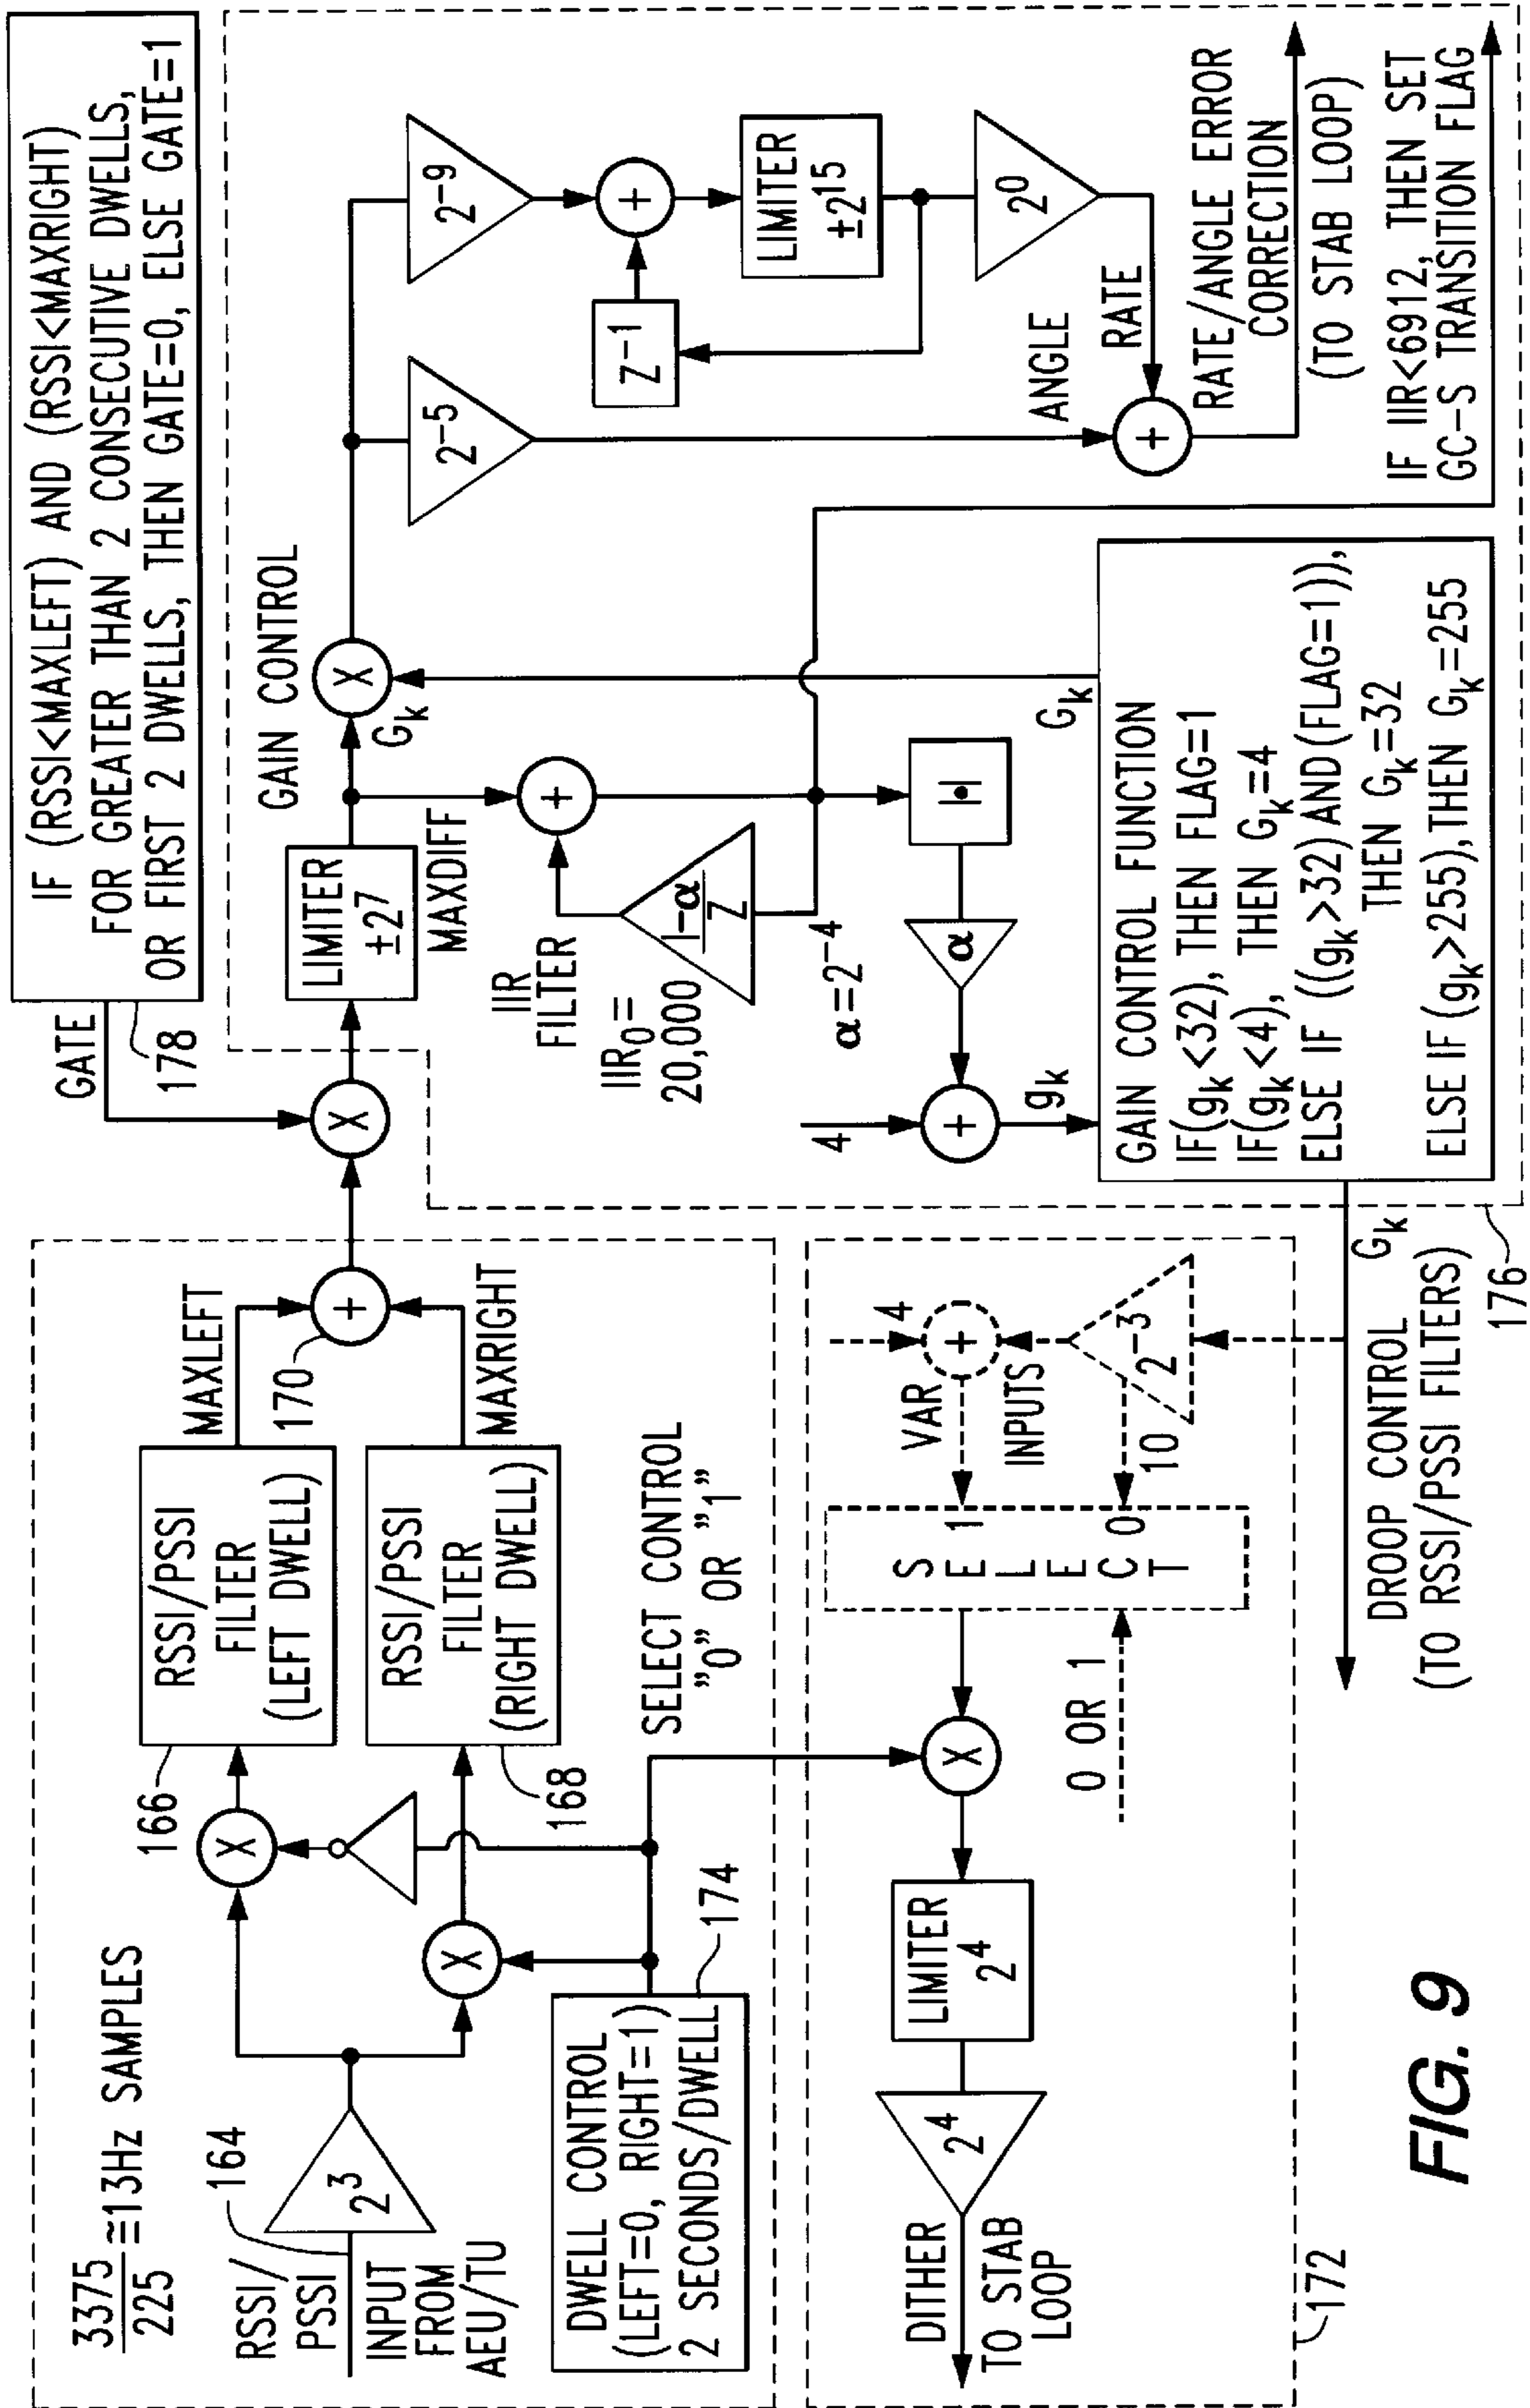 3375
225
≅13Hz SAMPLES
RSSI/
PSSI
164
INPUT
FROM
AEU/TU
2^3
DWELL CONTROL
(LEFT=0, RIGHT=1)
2 SECONDS/DWELL
174
X
X
166
RSSI/PSSI
FILTER
(LEFT DWELL)
168
RSSI/PSSI
FILTER
(RIGHT DWELL)
SELECT CONTROL
"0" OR "1"
MAXLEFT
170
+
MAXRIGHT
GATE
178
X
IF (RSSI<MAXLEFT) AND (RSSI<MAXRIGHT)
FOR GREATER THAN 2 CONSECUTIVE DWELLS,
OR FIRST 2 DWELLS, THEN GATE=0, ELSE GATE=1
LIMITER
±2^7
MAXDIFF
GAIN CONTROL
X
G_k
IIR
FILTER
+
IIR_0=
20,000
|-α
Z
α=2^-4
|•|
α
4
+
g_k
G_k
2^-5
2^-9
+
Z^-1
LIMITER
±2^15
2^0
ANGLE
RATE
+
RATE/ANGLE ERROR
CORRECTION
(TO STAB LOOP)
IF IIR<6912, THEN SET
GC-S TRANSITION FLAG
GAIN CONTROL FUNCTION
IF(g_k<32), THEN FLAG=1
IF(g_k<4), THEN G_k=4
ELSE IF ((g_k>32)AND(FLAG=1)),
THEN G_k=32
ELSE IF (g_k>255), THEN G_k=255
176
G_k
DROOP CONTROL
(TO RSSI/PSSI FILTERS)
4
+
VAR
INPUTS
2^-3
10
1
SELECT
0
0 OR 1
X
LIMITER
2^4
2^4
DITHER
TO STAB
LOOP
172
FIG. 9